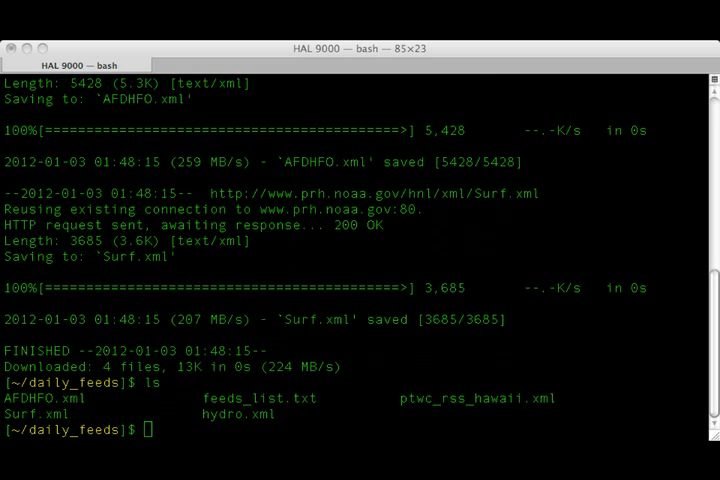 HAL 9000 — bash — 85×23
HAL 9000 — bash
Length: 5428 (5.3K) [text/xml]
Saving to: `AFDHFO.xml'
100%[===========================================>] 5,428       --.-K/s   in 0s
2012-01-03 01:48:15 (259 MB/s) - `AFDHFO.xml' saved [5428/5428]
--2012-01-03 01:48:15--  http://www.prh.noaa.gov/hnl/xml/Surf.xml
Reusing existing connection to www.prh.noaa.gov:80.
HTTP request sent, awaiting response... 200 OK
Length: 3685 (3.6K) [text/xml]
Saving to: `Surf.xml'
100%[===========================================>] 3,685       --.-K/s   in 0s
2012-01-03 01:48:15 (207 MB/s) - `Surf.xml' saved [3685/3685]
FINISHED --2012-01-03 01:48:15--
Downloaded: 4 files, 13K in 0s (224 MB/s)
[~/daily_feeds]$ ls
AFDHFO.xml              feeds_list.txt          ptwc_rss_hawaii.xml
Surf.xml                hydro.xml
[~/daily_feeds]$